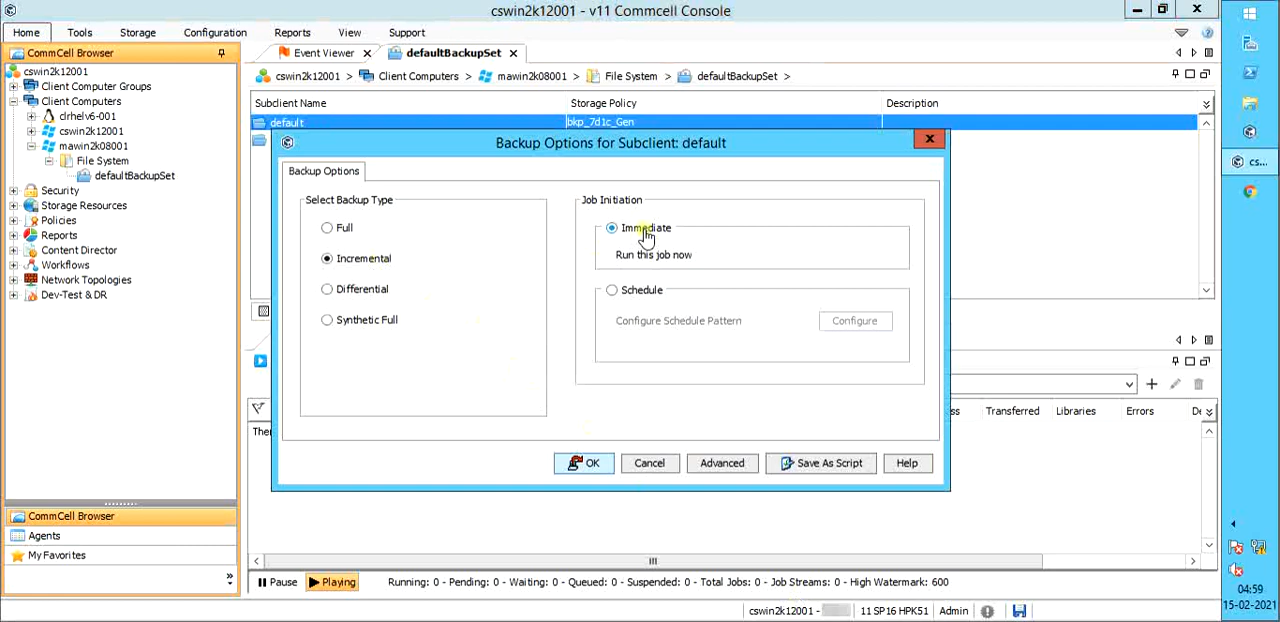 cswin2k12001 - v11 Commcell Console
Home Tools Storage Configuration Reports View Support
CommCell Browser
Event Viewer defaultBackupSet
cswin2k12001
cswin2k12001 > Client Computers > mawin2k08001 > File System > defaultBackupSet >
Client Computer Groups
Client Computers
clrhelv6-001
cswin2k12001
mawin2k08001
File System
defaultBackupSet
Security
Storage Resources
Policies
Reports
Content Director
Workflows
Network Topologies
Dev-Test & DR
Subclient Name Storage Policy Description
default bkp_7d1c_Gen
Backup Options for Subclient: default
Backup Options
Select Backup Type
Full
Incremental
Differential
Synthetic Full
Job Initiation
Immediate
Run this job now
Schedule
Configure Schedule Pattern Configure
OK Cancel Advanced Save As Script Help
Transferred Libraries Errors
CommCell Browser
Agents
My Favorites
Pause Playing Running: 0 - Pending: 0 - Waiting: 0 - Queued: 0 - Suspended: 0 - Total Jobs: 0 - Job Streams: 0 - High Watermark: 600
cswin2k12001 - 11 SP16 HPK51 Admin
cs...
04:59
15-02-2021